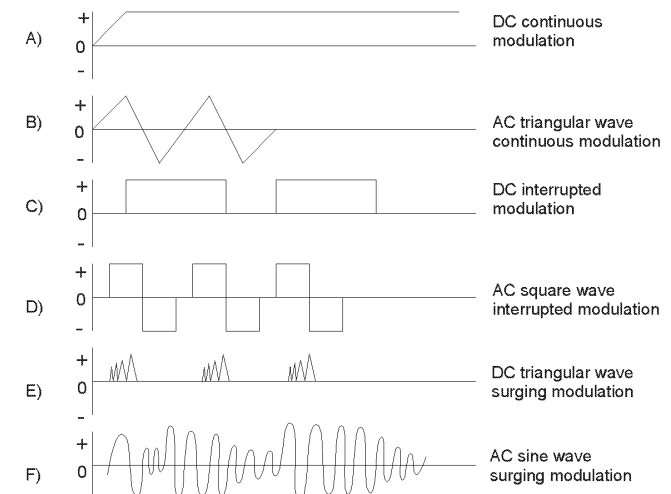 +
A) 0
-
DC continuous
modulation
+
B) 0
-
AC triangular wave
continuous modulation
+
C) 0
-
DC interrupted
modulation
+
D) 0
-
AC square wave
interrupted modulation
+
E) 0
-
DC triangular wave
surging modulation
+
F) 0
AC sine wave
surging modulation